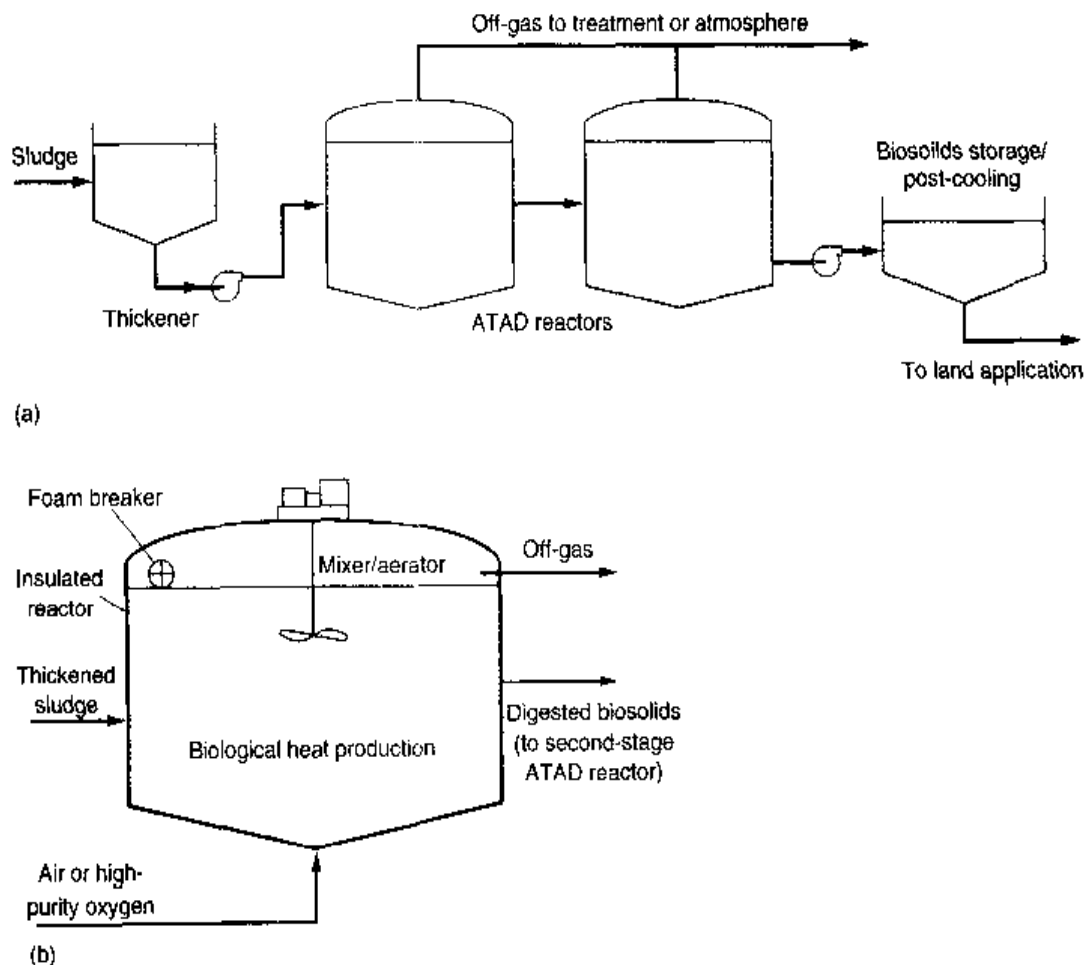 Off-gas to treatment or atmosphere
Sludge
Biosoilds storage/
post-cooling
Thickener
ATAD reactors
To land application
(a)
Foam breaker
Mixer/aerator
Off-gas
Insulated
reactor
Thickened
sludge
Digested biosolids
(to second-stage
ATAD reactor)
Biological heat production
Air or high-
purity oxygen
(b)